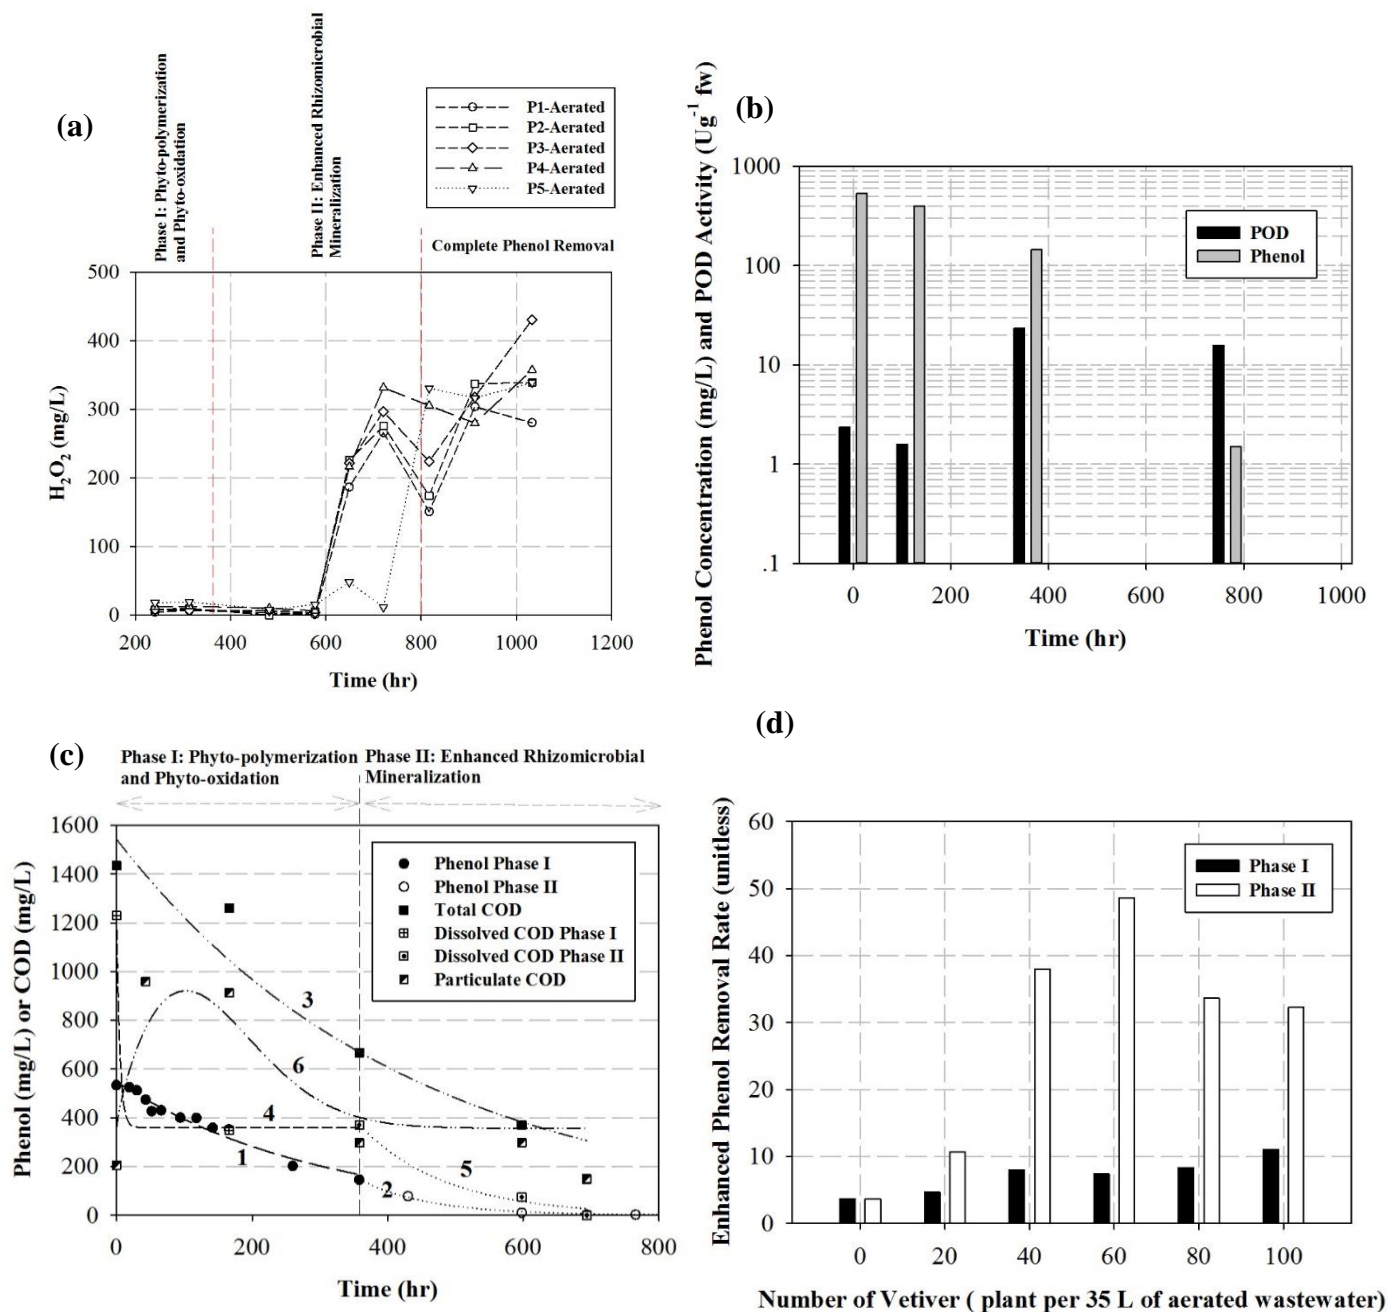 (a)
Phase I: Phyto-polymerization
and Phyto-oxidation
Phase II: Enhanced Rhizomicrobial
Mineralization
P1-Aerated
P2-Aerated
P3-Aerated
P4-Aerated
P5-Aerated
Complete Phenol Removal
H2O2 (mg/L)
500
400
300
200
100
0
200 400 600 800 1000 1200
Time (hr)
(b)
Phenol Concentration (mg/L) and POD Activity (Ug-1 fw)
1000
100
10
1
.1
POD
Phenol
0 200 400 600 800 1000
Time (hr)
(c)
Phase I: Phyto-polymerization
and Phyto-oxidation
Phase II: Enhanced Rhizomicrobial
Mineralization
Phenol (mg/L) or COD (mg/L)
1600
1400
1200
1000
800
600
400
200
0
Phenol Phase I
Phenol Phase II
Total COD
Dissolved COD Phase I
Dissolved COD Phase II
Particulate COD
3
6
4
1
5
2
0 200 400 600 800
Time (hr)
(d)
Enhanced Phenol Removal Rate (unitless)
60
50
40
30
20
10
0
Phase I
Phase II
0 20 40 60 80 100
Number of Vetiver ( plant per 35 L of aerated wastewater)